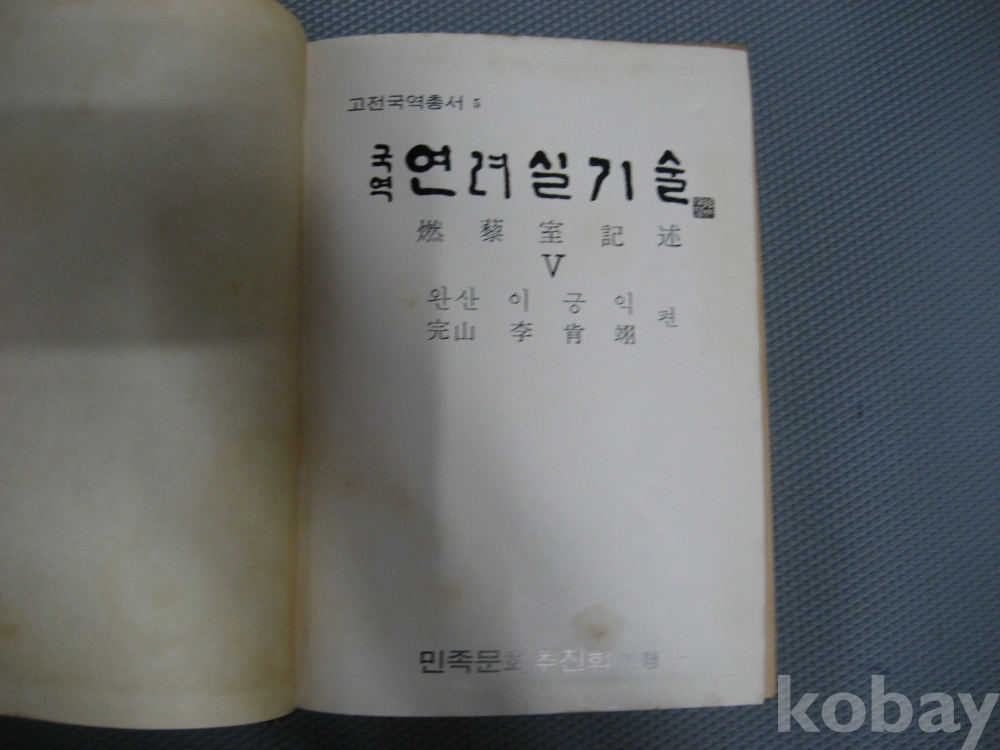 고전국역총서 5
국역 연려실기술
燃藜室記述
V
완산 이긍익 편
完山 李肯翊
민족문화추진회 발행
kobay